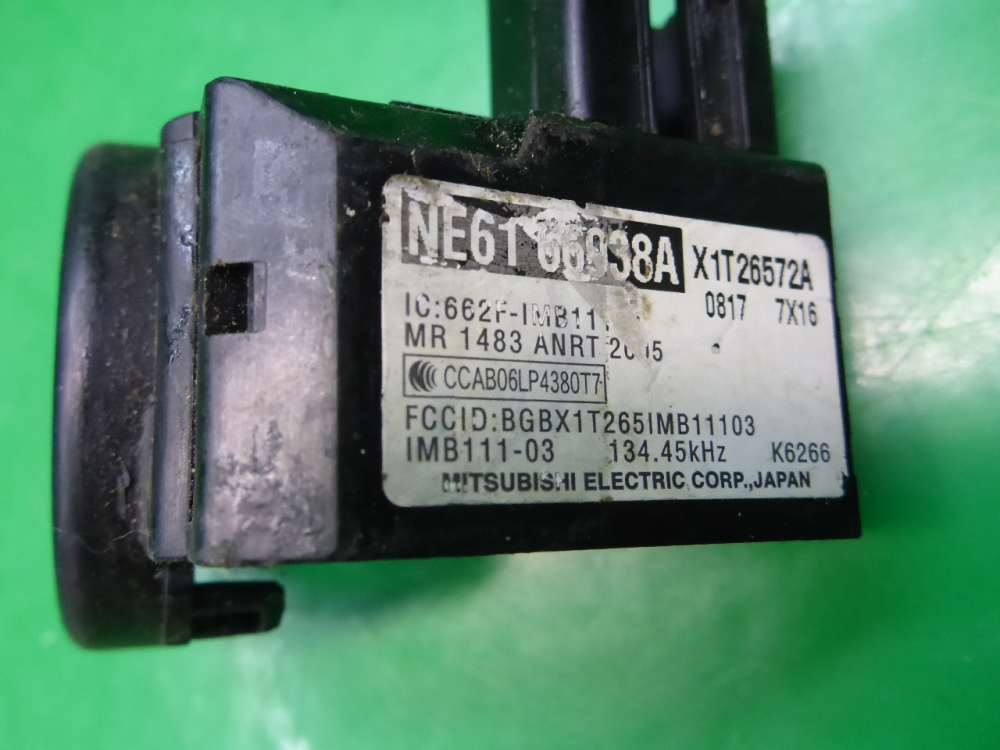 NE61 66938A X1T26572A
0817 7X16
MR 1483 ANRT
CCAB06LP4380T7
FCCID:BGBX1T265IMB11103
IMB111-03 134.45kHz K6266
MITSUBISHI ELECTRIC CORP.,JAPAN